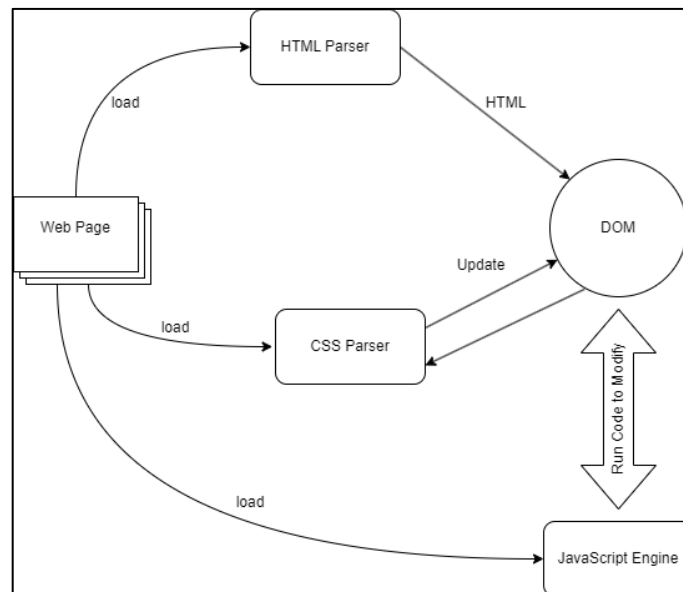 HTML Parser
load
HTML
Web Page
DOM
Update
load
CSS Parser
Run Code to Modify
load
JavaScript Engine